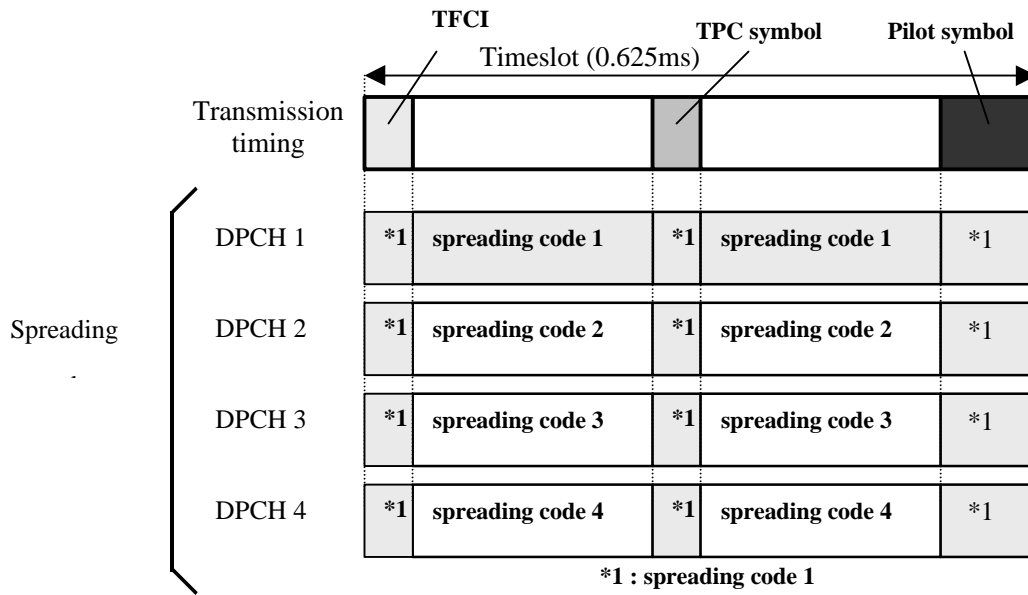 TFCI
TPC symbol
Pilot symbol
Timeslot (0.625ms)
Transmission
timing
DPCH 1
*1
spreading code 1
*1
spreading code 1
*1
DPCH 2
*1
spreading code 2
*1
spreading code 2
*1
Spreading
DPCH 3
*1
spreading code 3
*1
spreading code 3
*1
DPCH 4
*1
spreading code 4
*1
spreading code 4
*1
*1 : spreading code 1